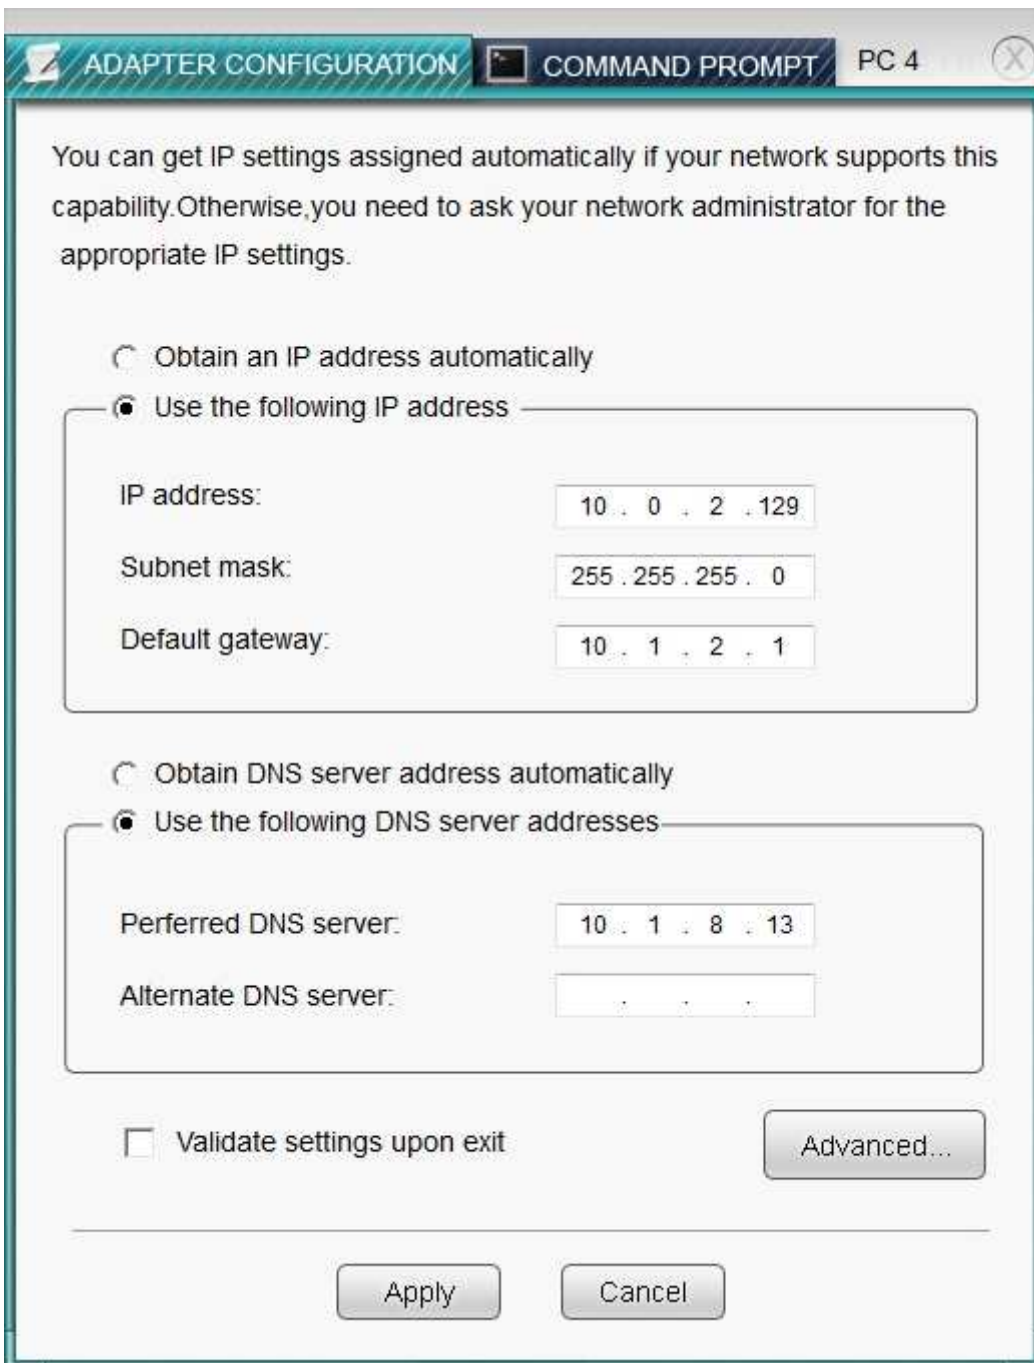 ADAPTER CONFIGURATION COMMAND PROMPT PC 4 X
You can get IP settings assigned automatically if your network supports this
capability.Otherwise,you need to ask your network administrator for the
appropriate IP settings.
Obtain an IP address automatically
Use the following IP address
IP address: 10 . 0 . 2 . 129
Subnet mask: 255 . 255 . 255 . 0
Default gateway: 10 . 1 . 2 . 1
Obtain DNS server address automatically
Use the following DNS server addresses
Perferred DNS server: 10 . 1 . 8 . 13
Alternate DNS server: . . .
Validate settings upon exit Advanced...
Apply Cancel